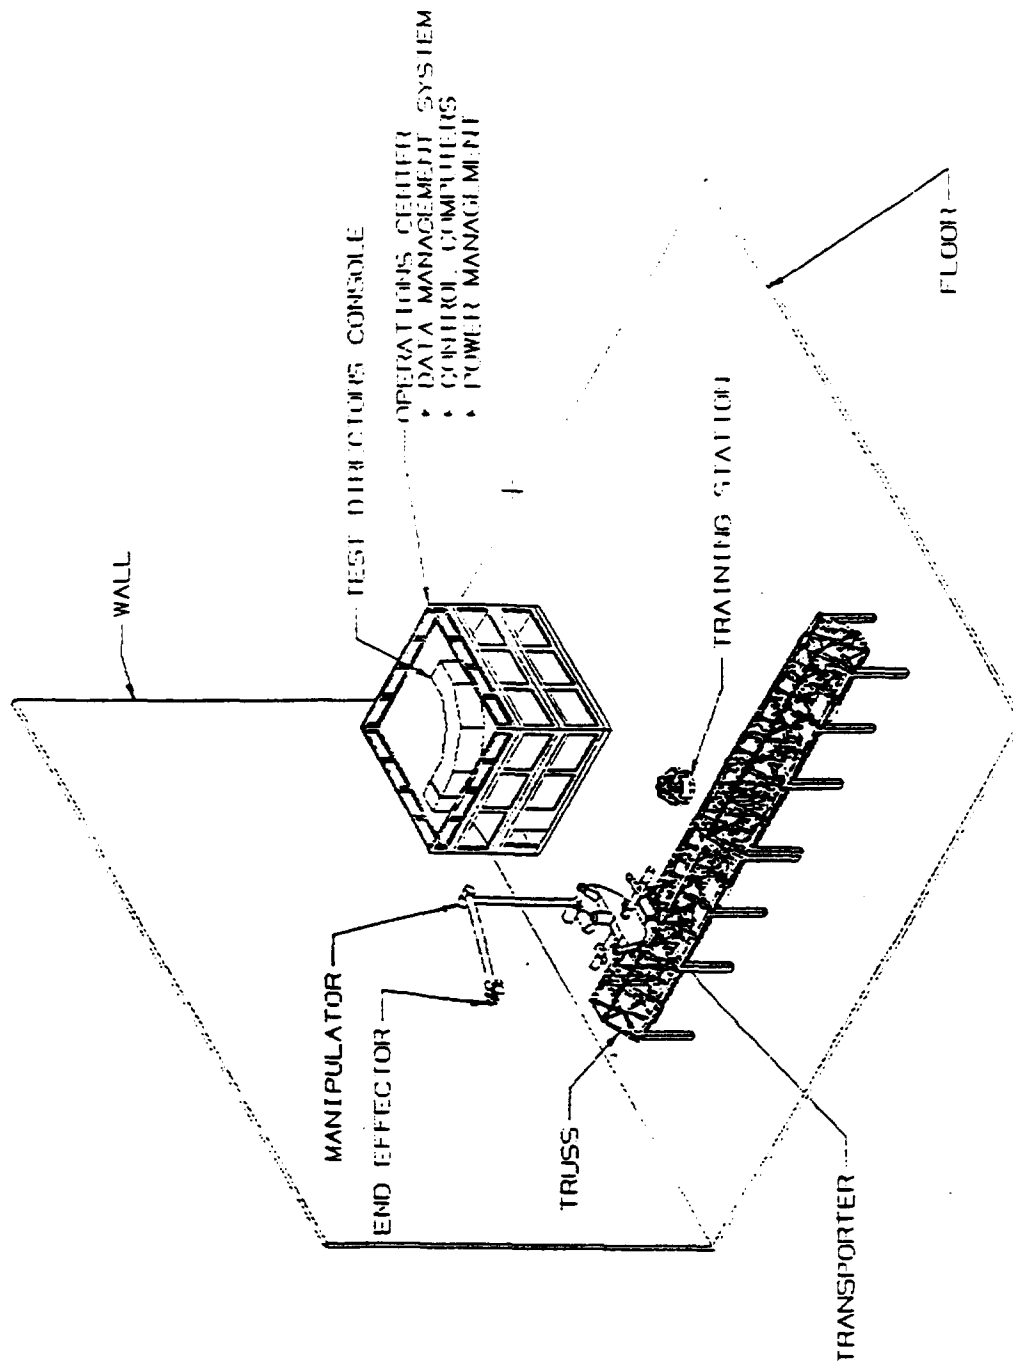 WALL
TEST DIRECTORS CONSOLE
OPERATIONS CENTER
DATA MANAGEMENT SYSTEM
CONTROL COMPUTERS
POWER MANAGEMENT
MANIPULATOR
END EFFECTOR
TRUSS
TRAINING STATION
FLOOR
TRANSPORTER